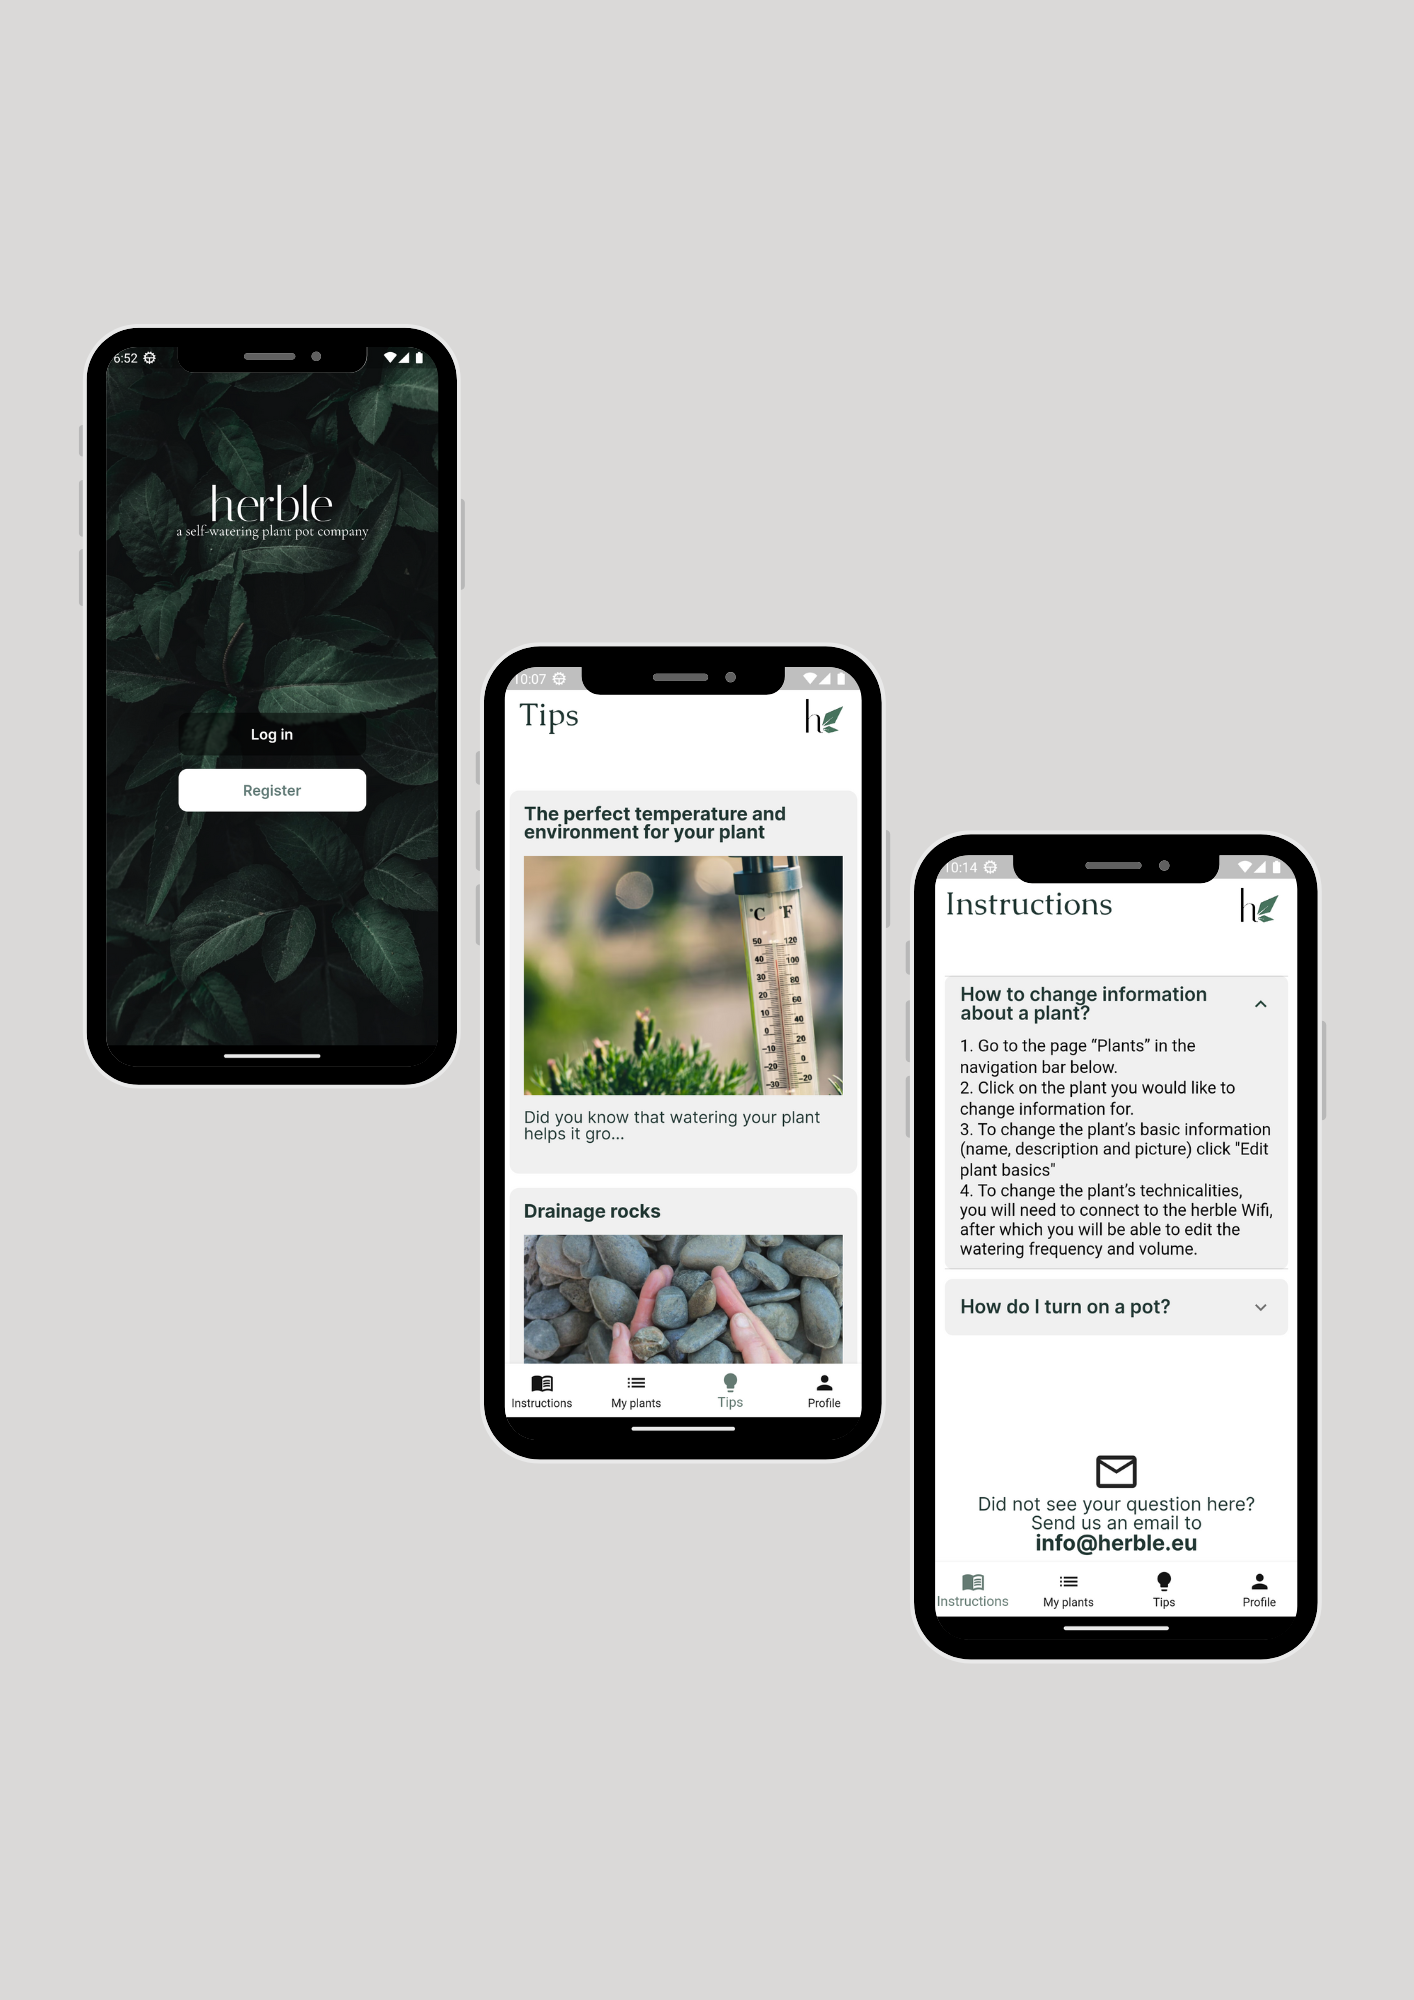 6:52
herble
a self-watering plant pot company
Log in
Register
10:07
Tips
h
The perfect temperature and
environment for your plant
°C °F
50 120
40 100
30 80
20 60
10 40
0 20
-10 0
-20 -20
-30
Did you know that watering your plant
helps it gro...
Drainage rocks
Instructions My plants Tips Profile
10:14
Instructions
h
How to change information
about a plant?
1. Go to the page “Plants” in the
navigation bar below.
2. Click on the plant you would like to
change information for.
3. To change the plant’s basic information
(name, description and picture) click "Edit
plant basics"
4. To change the plant’s technicalities,
you will need to connect to the herble Wifi,
after which you will be able to edit the
watering frequency and volume.
How do I turn on a pot?
Did not see your question here?
Send us an email to
info@herble.eu
Instructions My plants Tips Profile